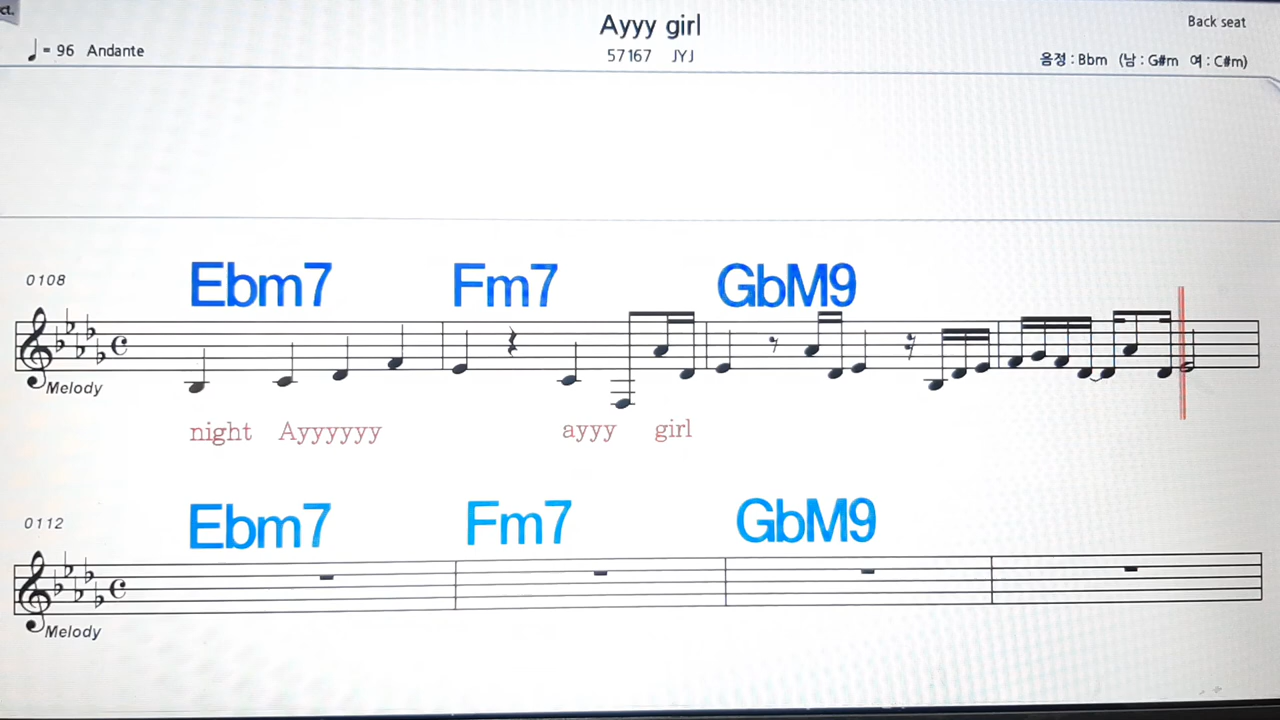 ct.
Ayyy girl
Back seat
♩ = 96 Andante
57167 JYJ
음정 : Bbm (남 : G#m 여 : C#m)
Ebm7 Fm7 GbM9
0108
Melody
night Ayyyyyy ayyy girl
Ebm7 Fm7 GbM9
0112
Melody